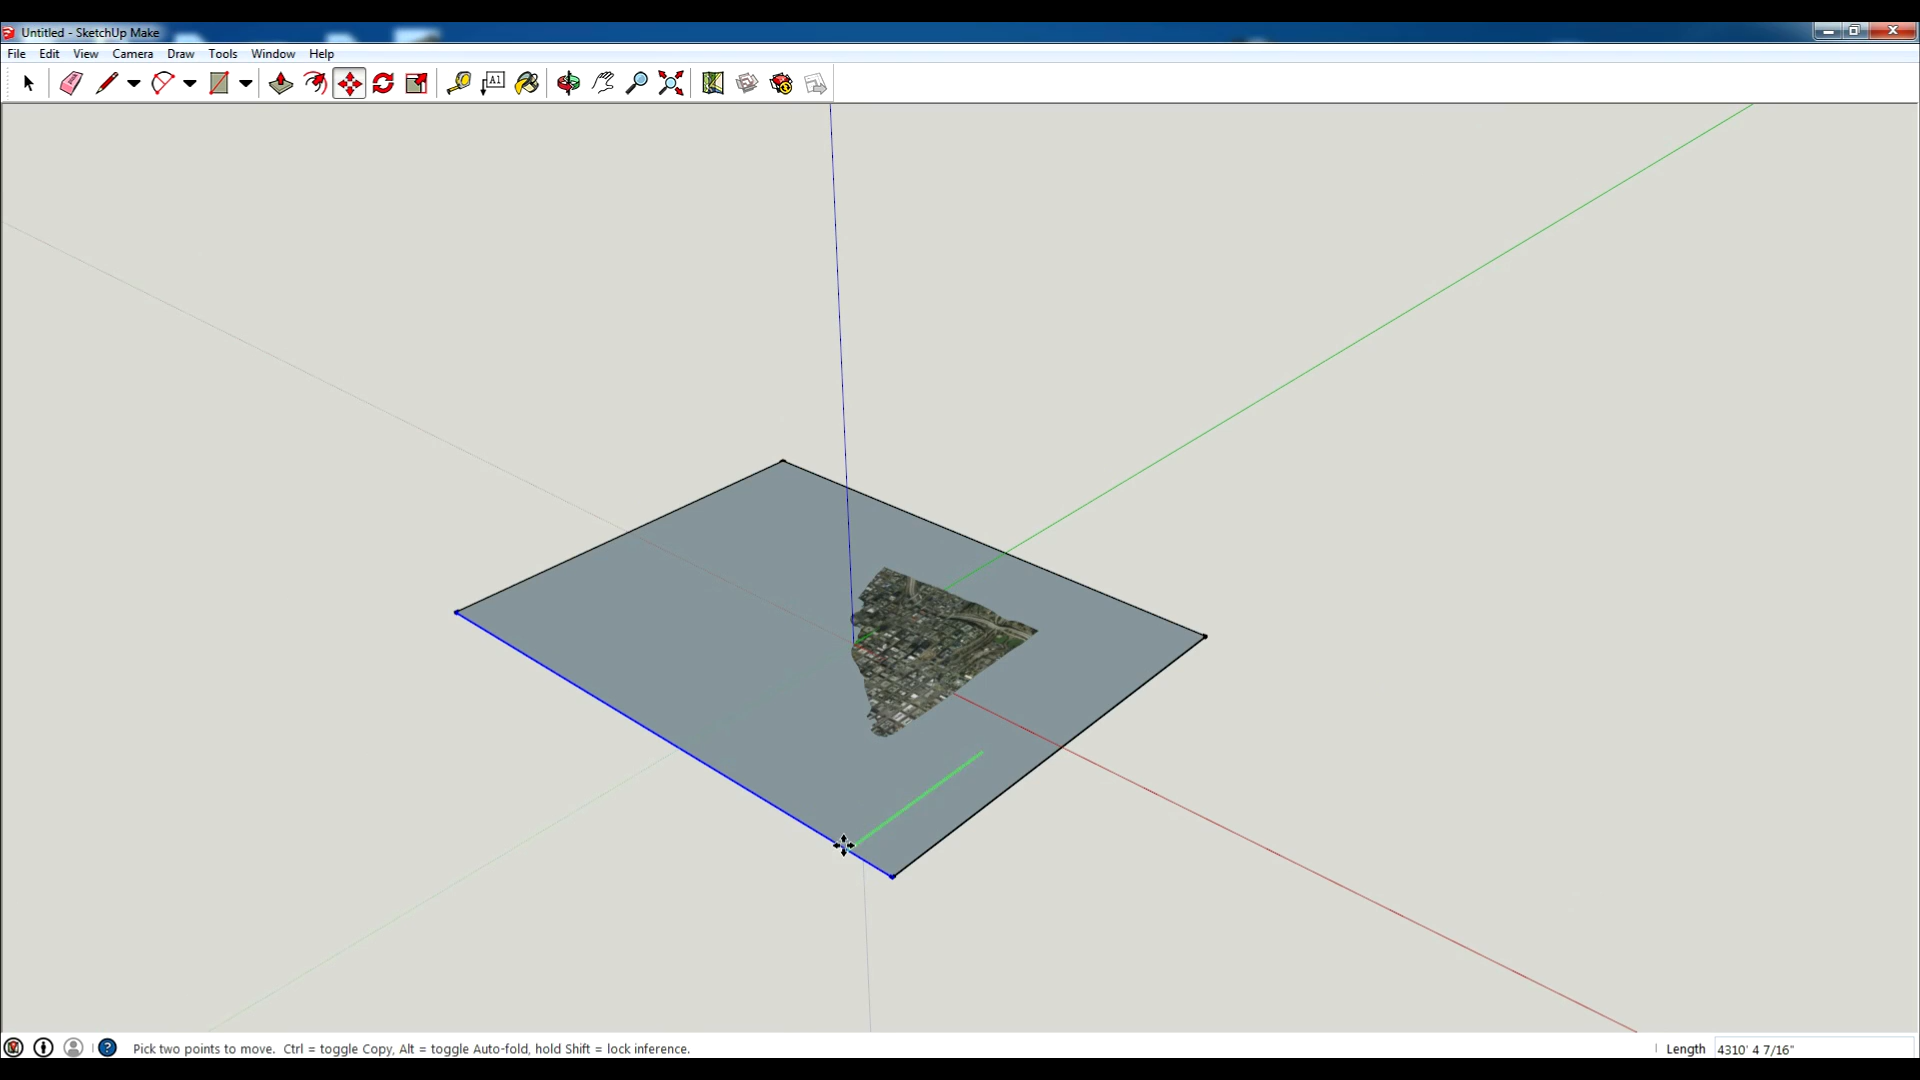 Untitled - SketchUp Make
File Edit View Camera Draw Tools Window Help
A1
Pick two points to move. Ctrl = toggle Copy, Alt = toggle Auto-fold, hold Shift = lock inference.
Length 4310' 4 7/16"